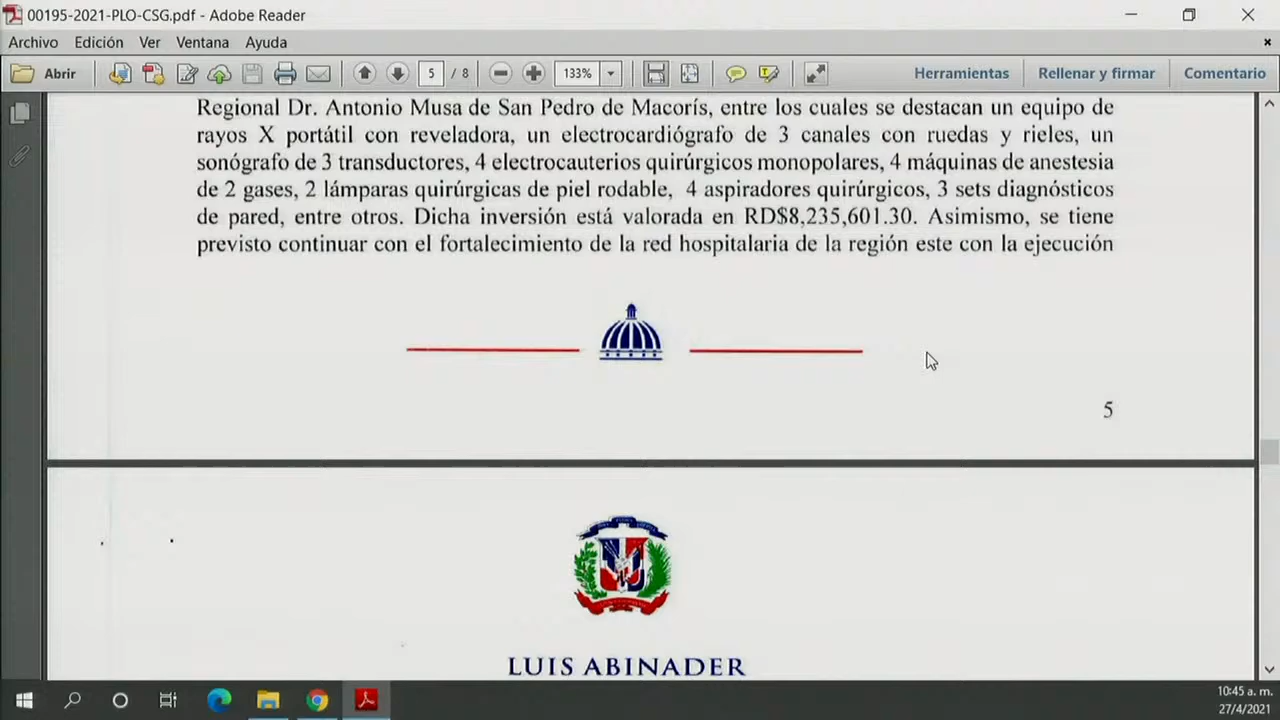 00195-2021-PLO-CSG.pdf - Adobe Reader
Archivo Edición Ver Ventana Ayuda
Abrir 5 / 8 133% Herramientas Rellenar y firmar Comentario
Regional Dr. Antonio Musa de San Pedro de Macorís, entre los cuales se destacan un equipo de
rayos X portátil con reveladora, un electrocardiógrafo de 3 canales con ruedas y rieles, un
sonógrafo de 3 transductores, 4 electrocauterios quirúrgicos monopolares, 4 máquinas de anestesia
de 2 gases, 2 lámparas quirúrgicas de piel rodable, 4 aspiradores quirúrgicos, 3 sets diagnósticos
de pared, entre otros. Dicha inversión está valorada en RD$8,235,601.30. Asimismo, se tiene
previsto continuar con el fortalecimiento de la red hospitalaria de la región este con la ejecución
5
LUIS ABINADER
10:45 a. m.
27/4/2021